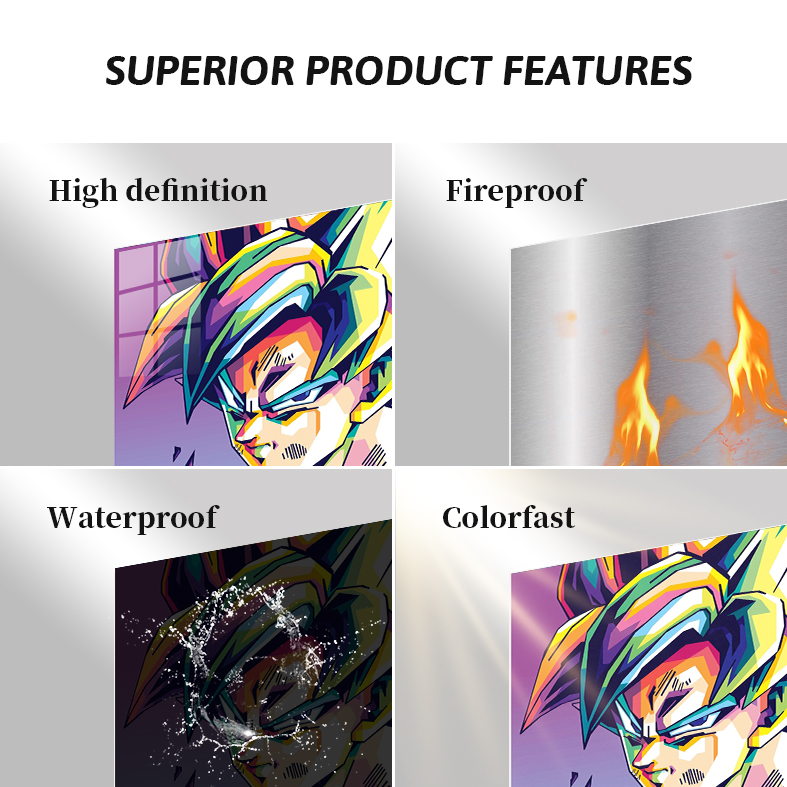 SUPERIOR PRODUCT FEATURES
High definition
Fireproof
Waterproof
Colorfast